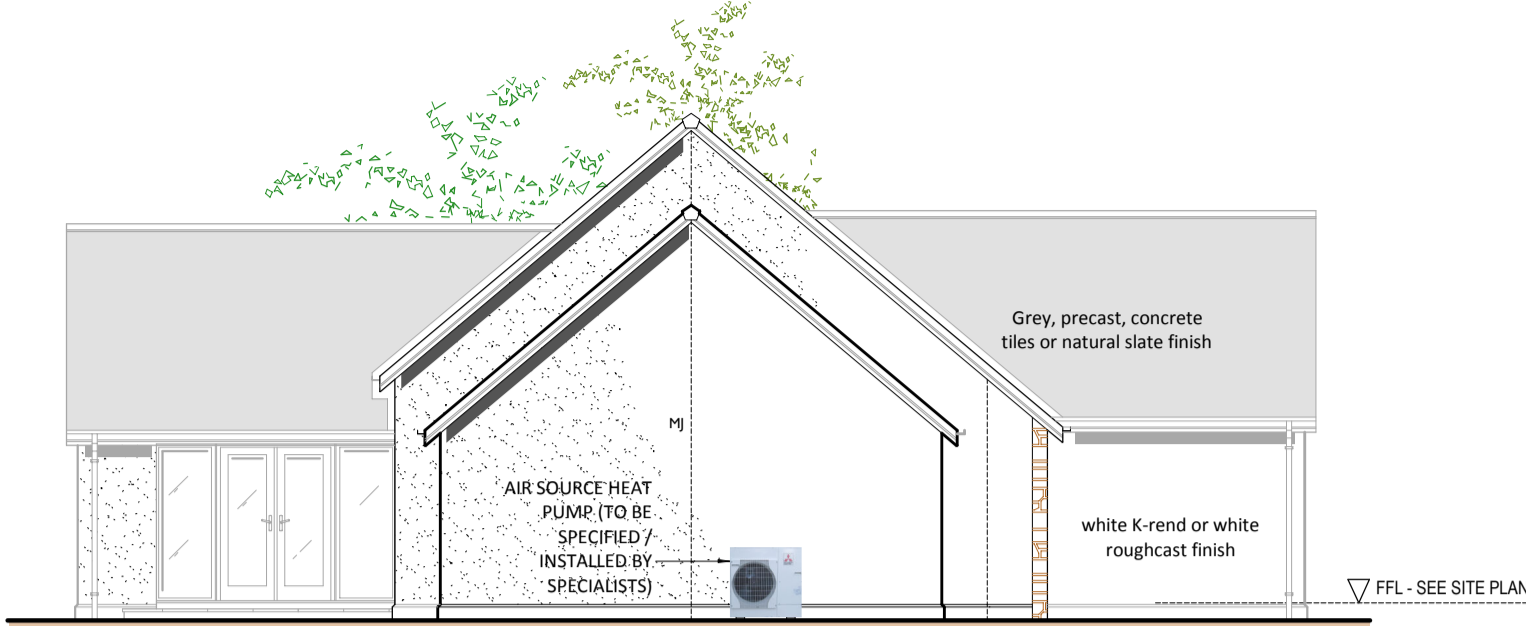 Grey, precast, concrete
tiles or natural slate finish
MJ
AIR SOURCE HEAT
PUMP (TO BE
SPECIFIED /
INSTALLED BY
SPECIALISTS)
white K-rend or white
roughcast finish
FFL - SEE SITE PLAN